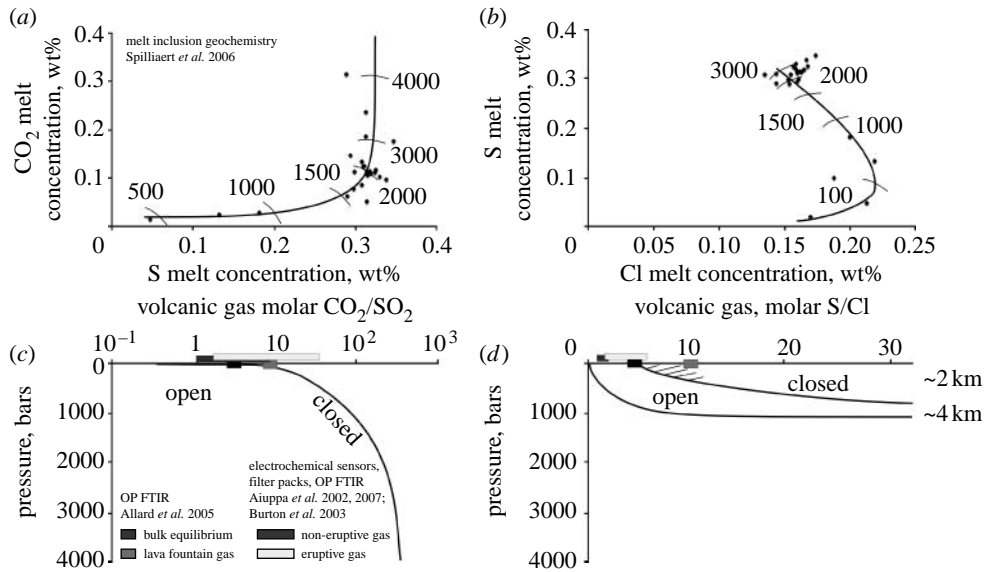 (a)
0.4
0.3
0.2
0.1
0
CO2 melt
concentration, wt%
melt inclusion geochemistry
Spilliaert et al. 2006
4000
3000
2000
1500
1000
500
0.1
0.2
0.3
0.4
S melt concentration, wt%
(b)
0.4
0.3
0.2
0.1
0
S melt
concentration, wt%
3000
2000
1500
1000
100
0.05
0.10
0.15
0.20
0.25
Cl melt concentration, wt%
volcanic gas molar CO2/SO2
10−1
1
10
102
103
(c)
0
1000
2000
3000
4000
pressure, bars
open
closed
OP FTIR
Allard et al. 2005
bulk equilibrium
lava fountain gas
electrochemical sensors,
filter packs, OP FTIR
Aiuppa et al. 2002, 2007;
Burton et al. 2003
non-eruptive gas
eruptive gas
volcanic gas, molar S/Cl
0
10
20
30
(d)
0
1000
2000
3000
4000
pressure, bars
open
closed
~2 km
~4 km